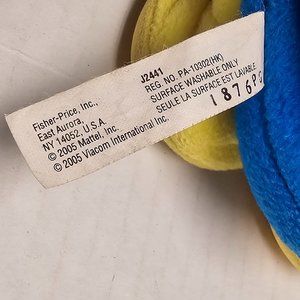 Fisher-Price, Inc.,
East Aurora,
NY 14052, U.S.A.
© 2005 Mattel, Inc.
© 2005 Viacom International Inc.
J2441
REG. NO. PA-10302(HK)
SURFACE WASHABLE ONLY
SEULE LA SURFACE EST LAVABLE